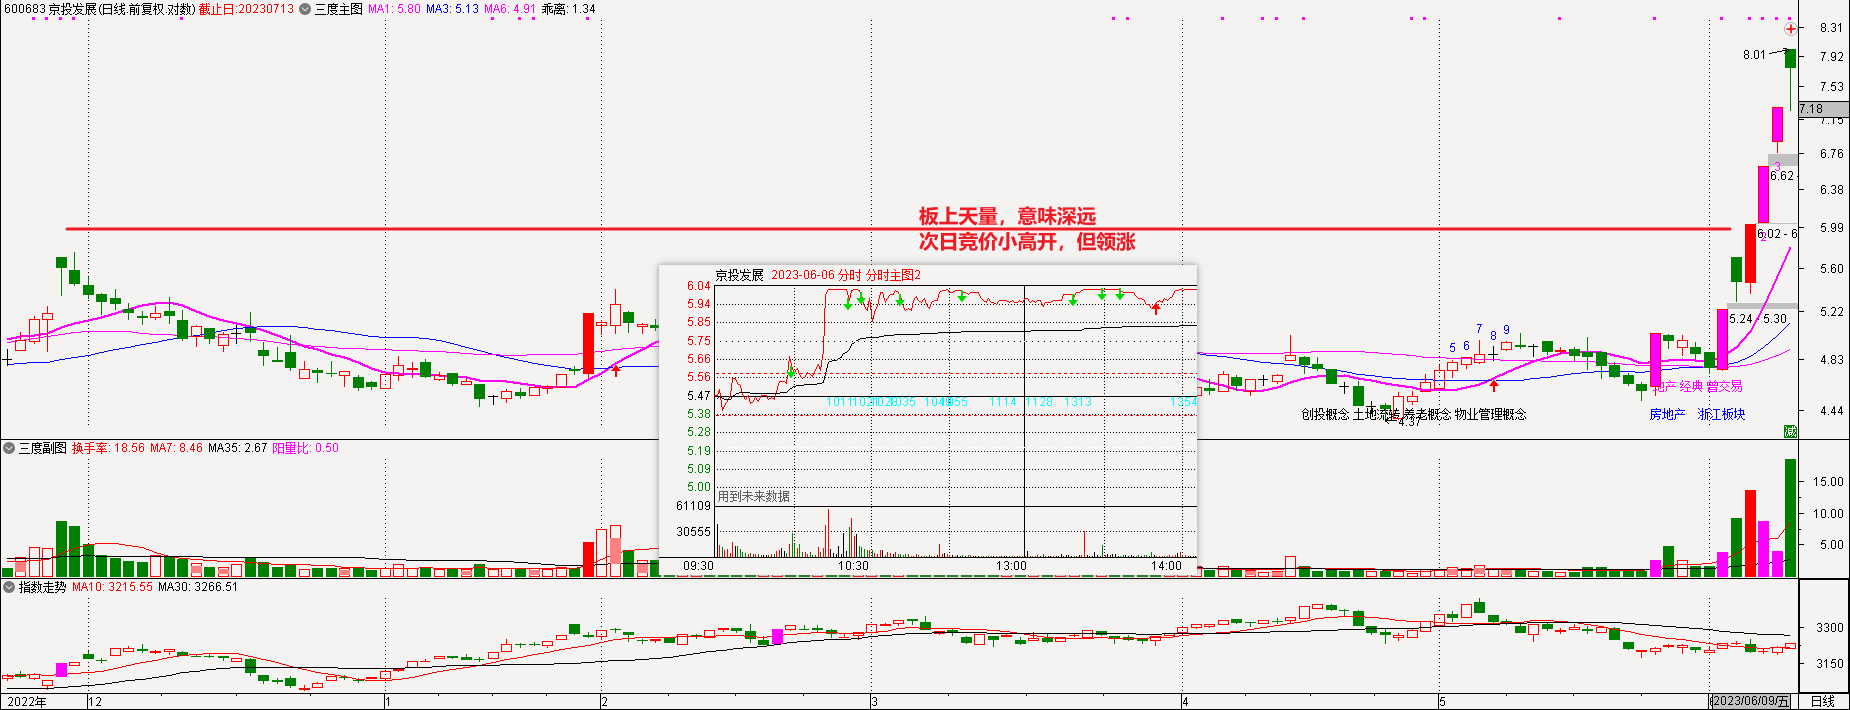 600683 京投发展(日线.前复权.对数) 截止日:20230713 三度主图 MA1: 5.80 MA3: 5.13 MA6: 4.91 乖离: 1.34
8.31
8.01
7.92
7.53
7.18
7.15
6.76
6.62
6.38
5.99
6.02 - 6
5.60
5.24 - 5.30
5.22
4.83
4.44
板上天量，意味深远
次日竞价小高开，但领涨
京投发展 2023-06-06 分时 分时主图2
6.04
5.94
5.85
5.75
5.66
5.56
5.47
5.38
5.28
5.19
5.09
5.00
1114 1128 1313 1354
用到未来数据
61109
30555
09:30 10:30 13:00 14:00
5 6 7 8 9
地产 经典 曾交易
创投概念 土地流转 养老概念 物业管理概念
房地产 浙江板块
4.37
减
三度副图 换手率: 18.56 MA7: 8.46 MA35: 2.67 阳量比: 0.50
15.00
10.00
5.00
指数走势 MA10: 3215.55 MA30: 3266.51
3300
3150
2022年 12 1 2 3 4 5 2023/06/09/五 日线